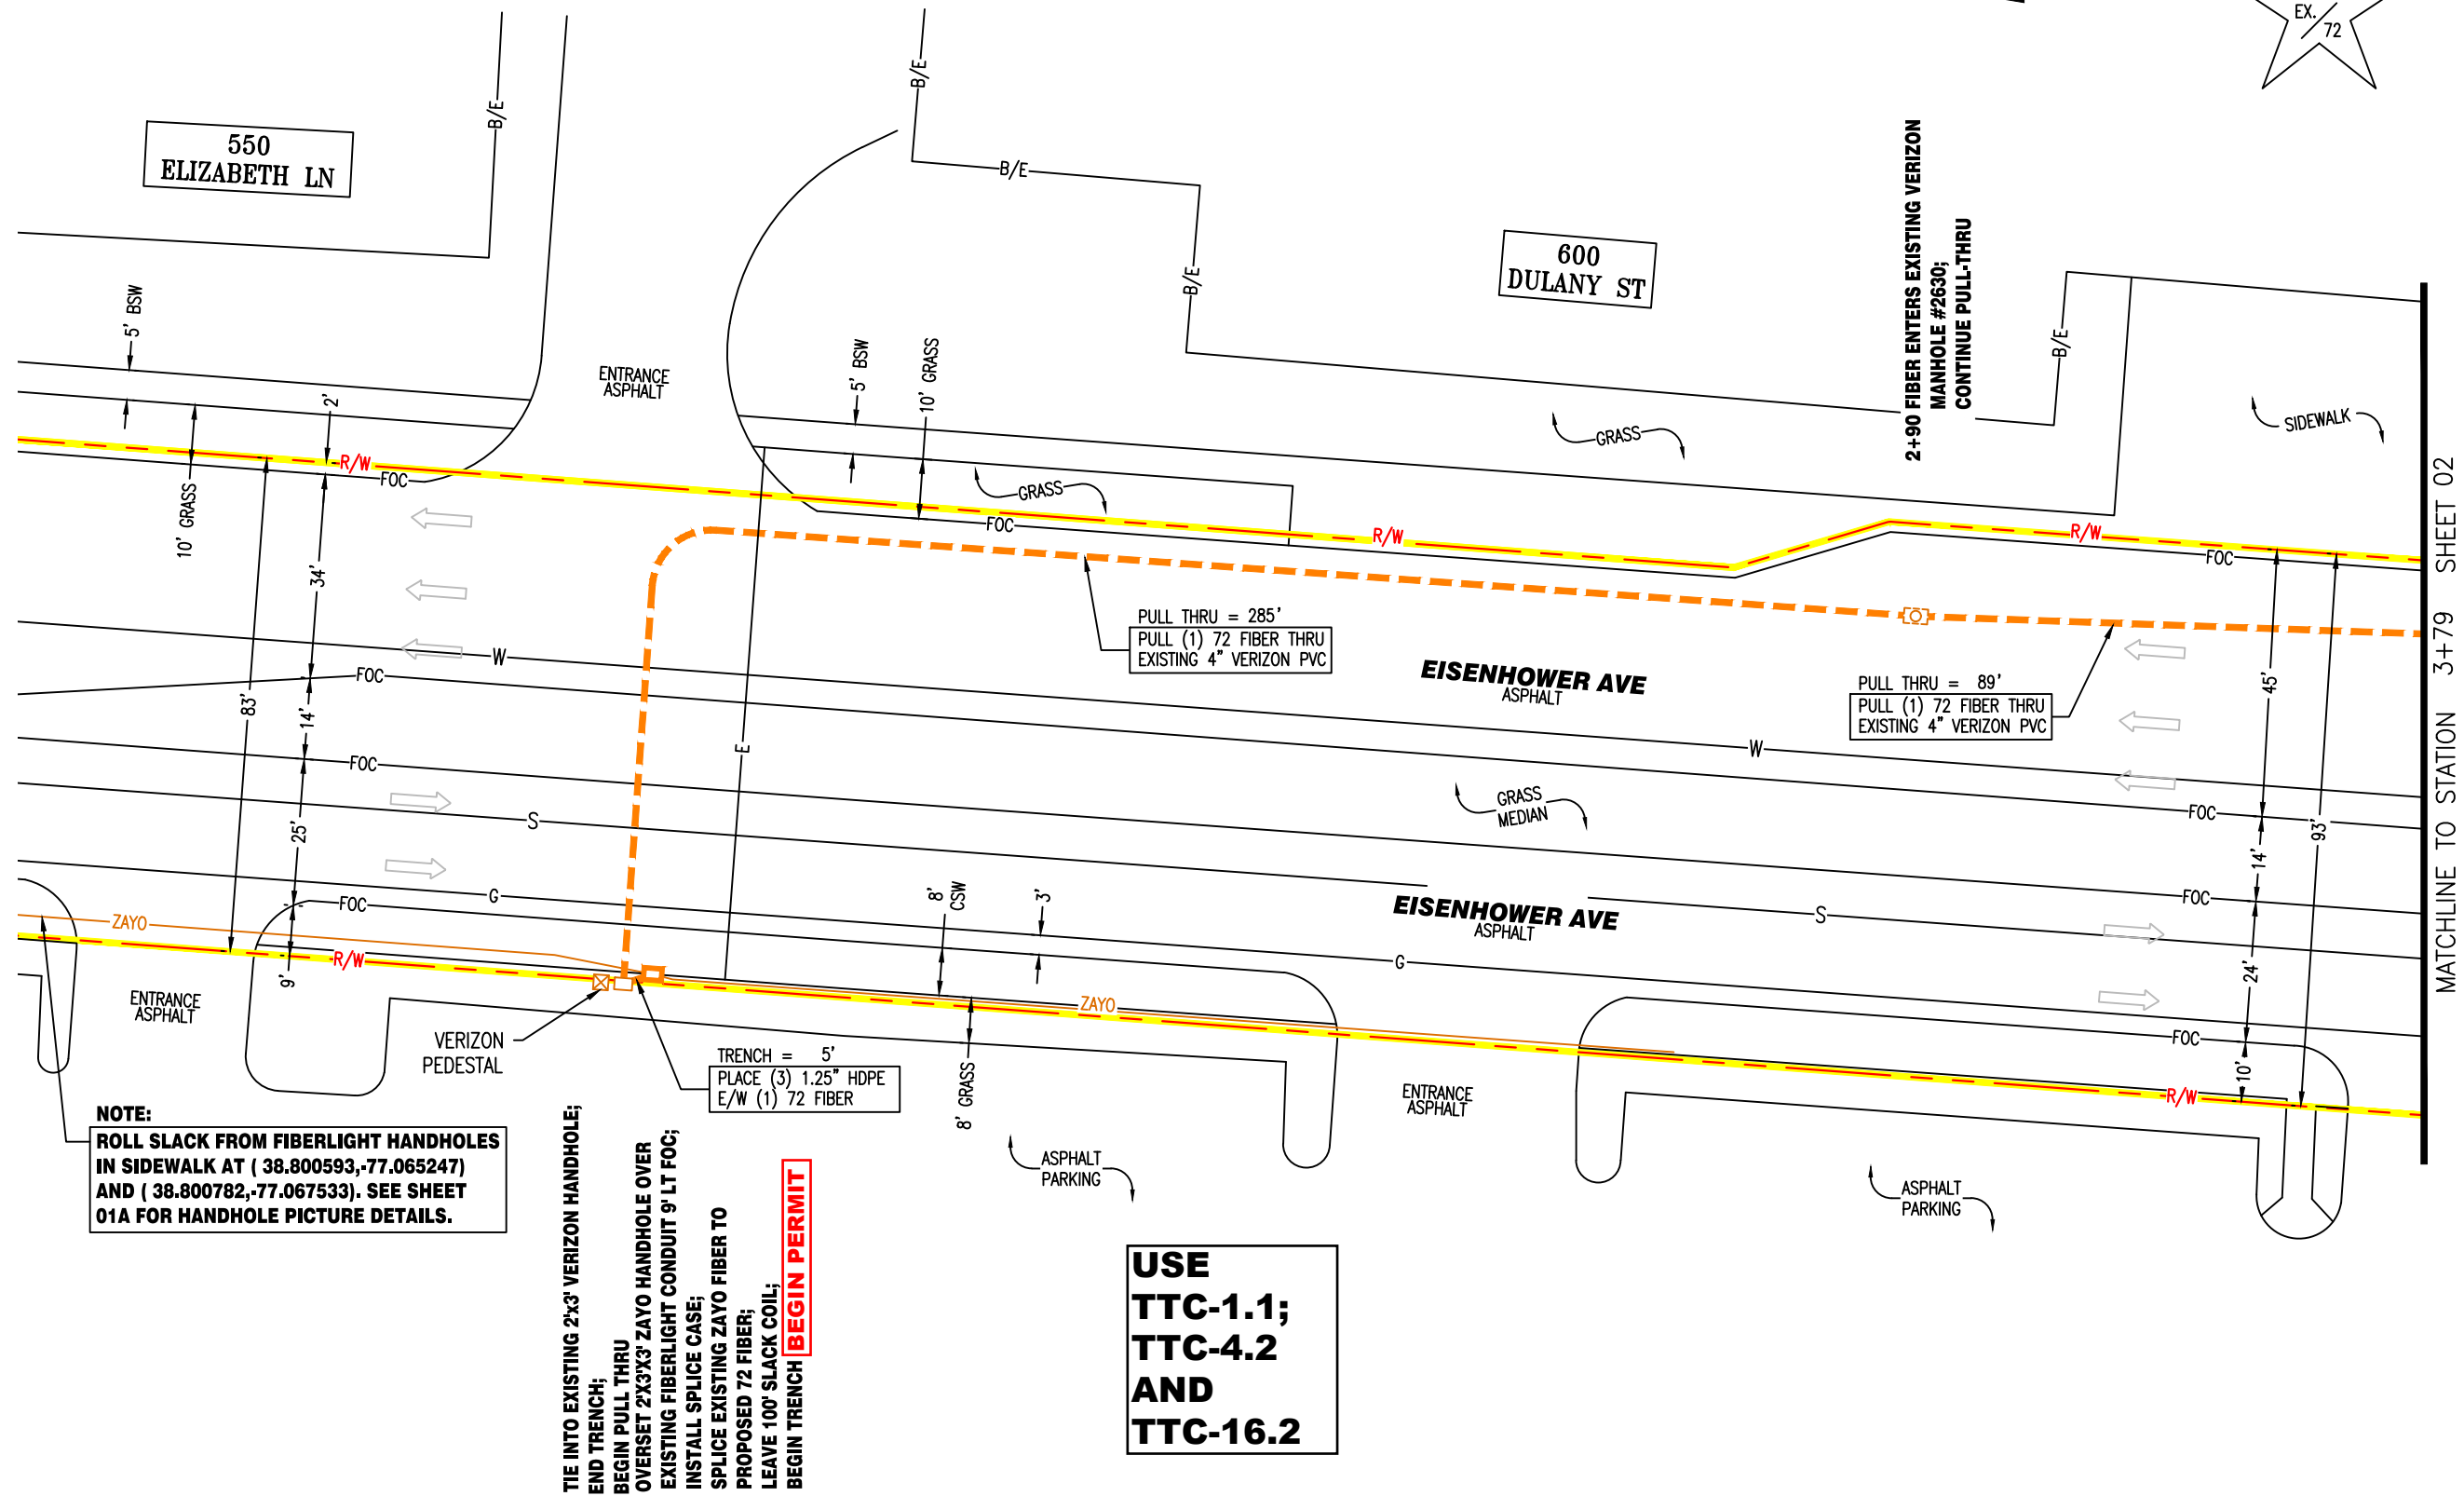 EX.
72
550
ELIZABETH LN
B/E
B/E
B/E
B/E
B/E
600
DULANY ST
2+90 FIBER ENTERS EXISTING VERIZON
MANHOLE #2630;
CONTINUE PULL-THRU
5' BSW
2'
10' GRASS
R/W
FOC
ENTRANCE
ASPHALT
5' BSW
10' GRASS
GRASS
FOC
GRASS
R/W
SIDEWALK
R/W
FOC
MATCHLINE TO STATION 3+79 SHEET 02
34'
83'
14'
25'
9'
W
FOC
FOC
S
G
FOC
E
PULL THRU = 285'
PULL (1) 72 FIBER THRU
EXISTING 4" VERIZON PVC
EISENHOWER AVE
ASPHALT
PULL THRU = 89'
PULL (1) 72 FIBER THRU
EXISTING 4" VERIZON PVC
45'
14'
93'
24'
10'
W
FOC
GRASS
MEDIAN
FOC
EISENHOWER AVE
ASPHALT
S
G
FOC
8'
CSW
3'
ZAYO
R/W
ZAYO
R/W
ENTRANCE
ASPHALT
VERIZON
PEDESTAL
TRENCH = 5'
PLACE (3) 1.25" HDPE
E/W (1) 72 FIBER
8' GRASS
ENTRANCE
ASPHALT
ASPHALT
PARKING
ASPHALT
PARKING
NOTE:
ROLL SLACK FROM FIBERLIGHT HANDHOLES
IN SIDEWALK AT ( 38.800593,-77.065247)
AND ( 38.800782,-77.067533). SEE SHEET
01A FOR HANDHOLE PICTURE DETAILS.
TIE INTO EXISTING 2'x3' VERIZON HANDHOLE;
END TRENCH;
BEGIN PULL THRU
OVERSET 2'X3'X3' ZAYO HANDHOLE OVER
EXISTING FIBERLIGHT CONDUIT 9' LT FOC;
INSTALL SPLICE CASE;
SPLICE EXISTING ZAYO FIBER TO
PROPOSED 72 FIBER;
LEAVE 100' SLACK COIL;
BEGIN TRENCH BEGIN PERMIT
USE
TTC-1.1;
TTC-4.2
AND
TTC-16.2